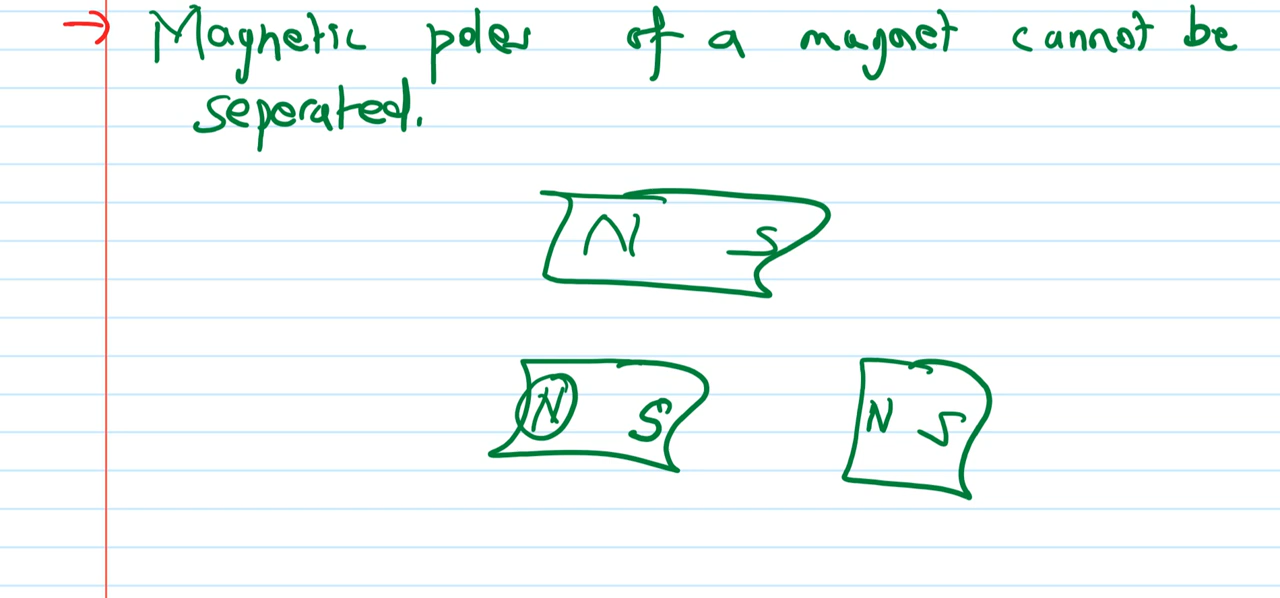 → Magnetic poles of a magnet cannot be
seperated.
N S
N S N S